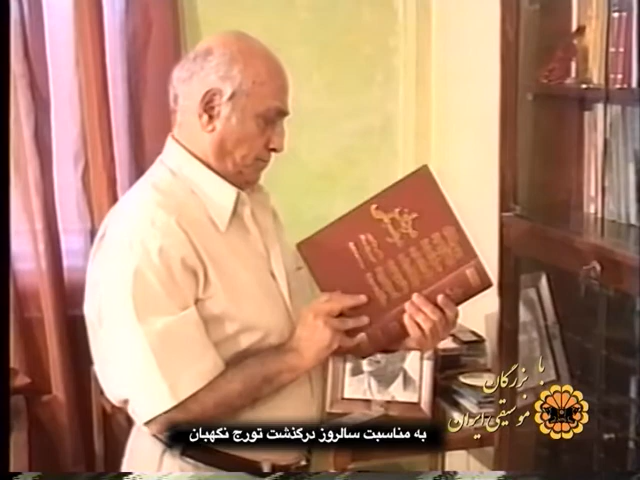 با بزرگان
موسیقی ایران
به مناسبت سالروز درگذشت تورج نگهبان